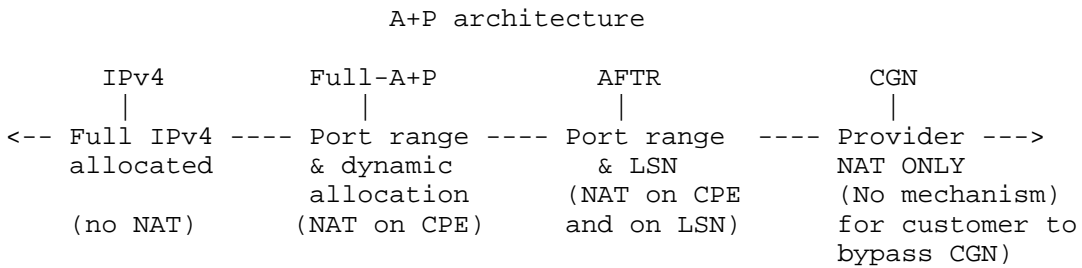 A+P architecture
IPv4 Full-A+P AFTR CGN
| | | |
<-- Full IPv4 ---- Port range ---- Port range ---- Provider --->
allocated & dynamic & LSN NAT ONLY
allocation (NAT on CPE (No mechanism)
(no NAT) (NAT on CPE) and on LSN) for customer to
bypass CGN)